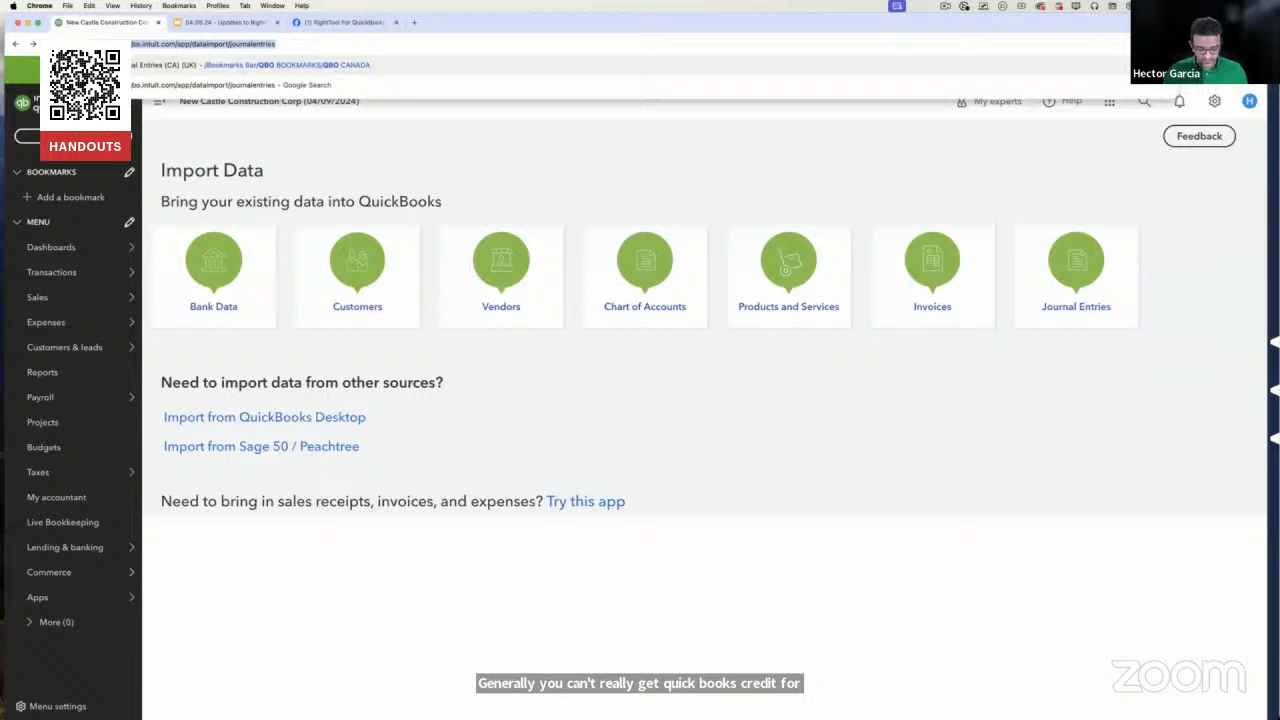 Chrome File Edit View History Bookmarks Profiles Tab Window Help
New Castle Construction Co
04.09.24 - Updates to Right
(1) RightTool For QuickBooks
bo.intuit.com/app/dataimport/journalentries
al Entries (CA) (UK) - /Bookmarks Bar/QBO BOOKMARKS/QBO CANADA
bo.intuit.com/app/dataimport/journalentries - Google Search
Hector Garcia
New Castle Construction Corp (04/09/2024)
My experts
Help
H
qb
HANDOUTS
Feedback
BOOKMARKS
Add a bookmark
MENU
Dashboards
Transactions
Sales
Expenses
Customers & leads
Reports
Payroll
Projects
Budgets
Taxes
My accountant
Live Bookkeeping
Lending & banking
Commerce
Apps
More (0)
Menu settings
Import Data
Bring your existing data into QuickBooks
Bank Data
Customers
Vendors
Chart of Accounts
Products and Services
Invoices
Journal Entries
Need to import data from other sources?
Import from QuickBooks Desktop
Import from Sage 50 / Peachtree
Need to bring in sales receipts, invoices, and expenses? Try this app
Generally you can't really get quick books credit for
zoom